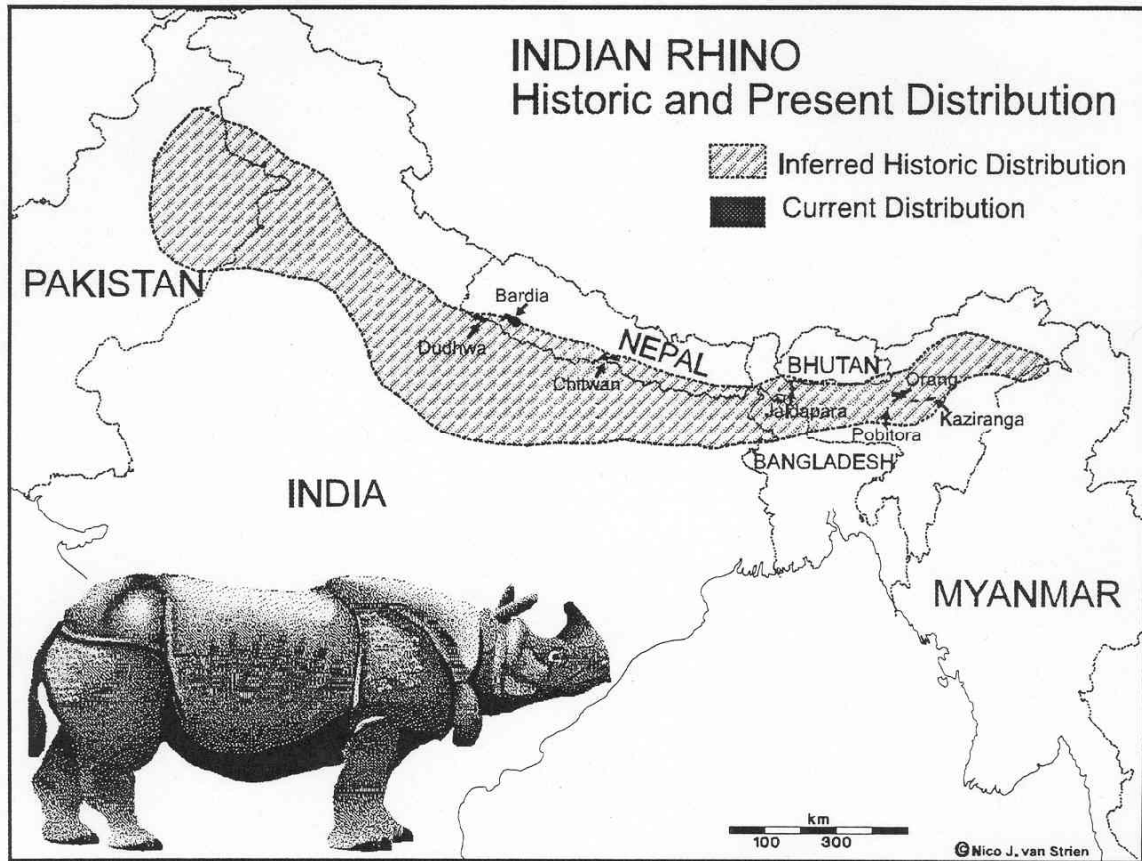 INDIAN RHINO
Historic and Present Distribution
Inferred Historic Distribution
Current Distribution
PAKISTAN
Bardia
Dudhwa
NEPAL
Chitwan
BHUTAN
Orang
Jaldapara
Kaziranga
Pobitora
BANGLADESH
INDIA
MYANMAR
km
100 300
©Nico J. van Strien